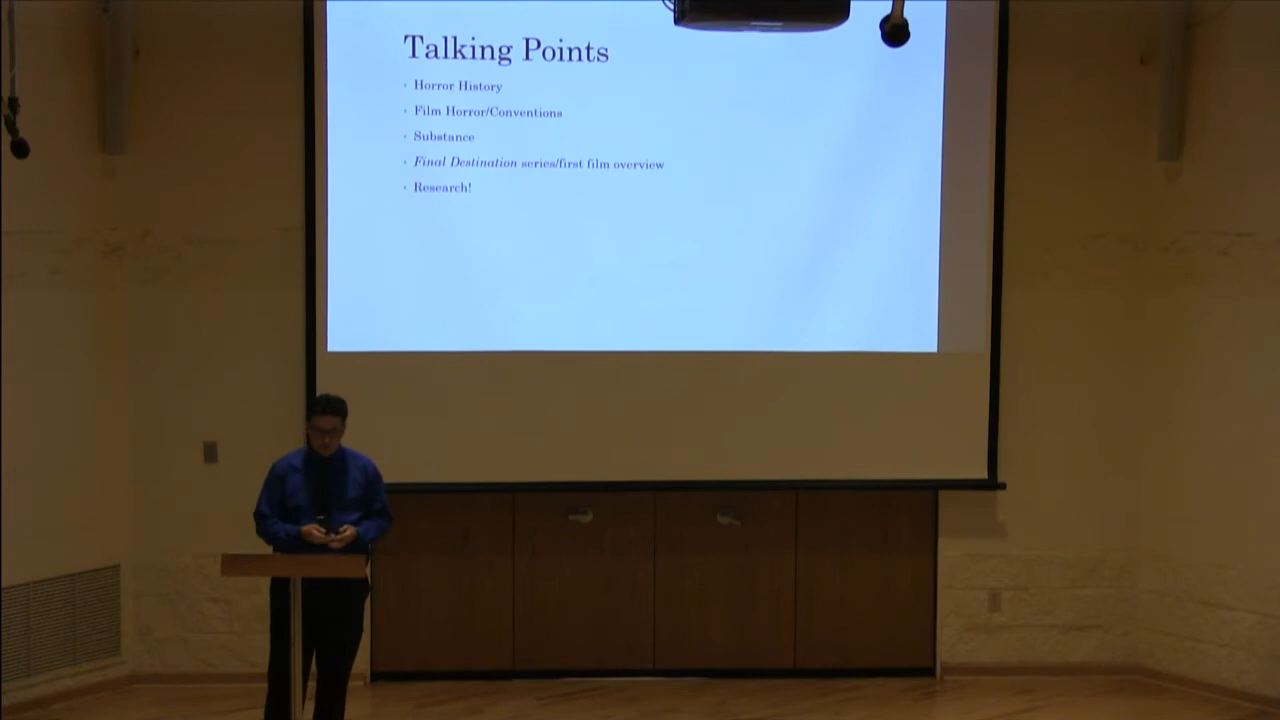 Talking Points
· Horror History
· Film Horror/Conventions
· Substance
· Final Destination series/first film overview
· Research!